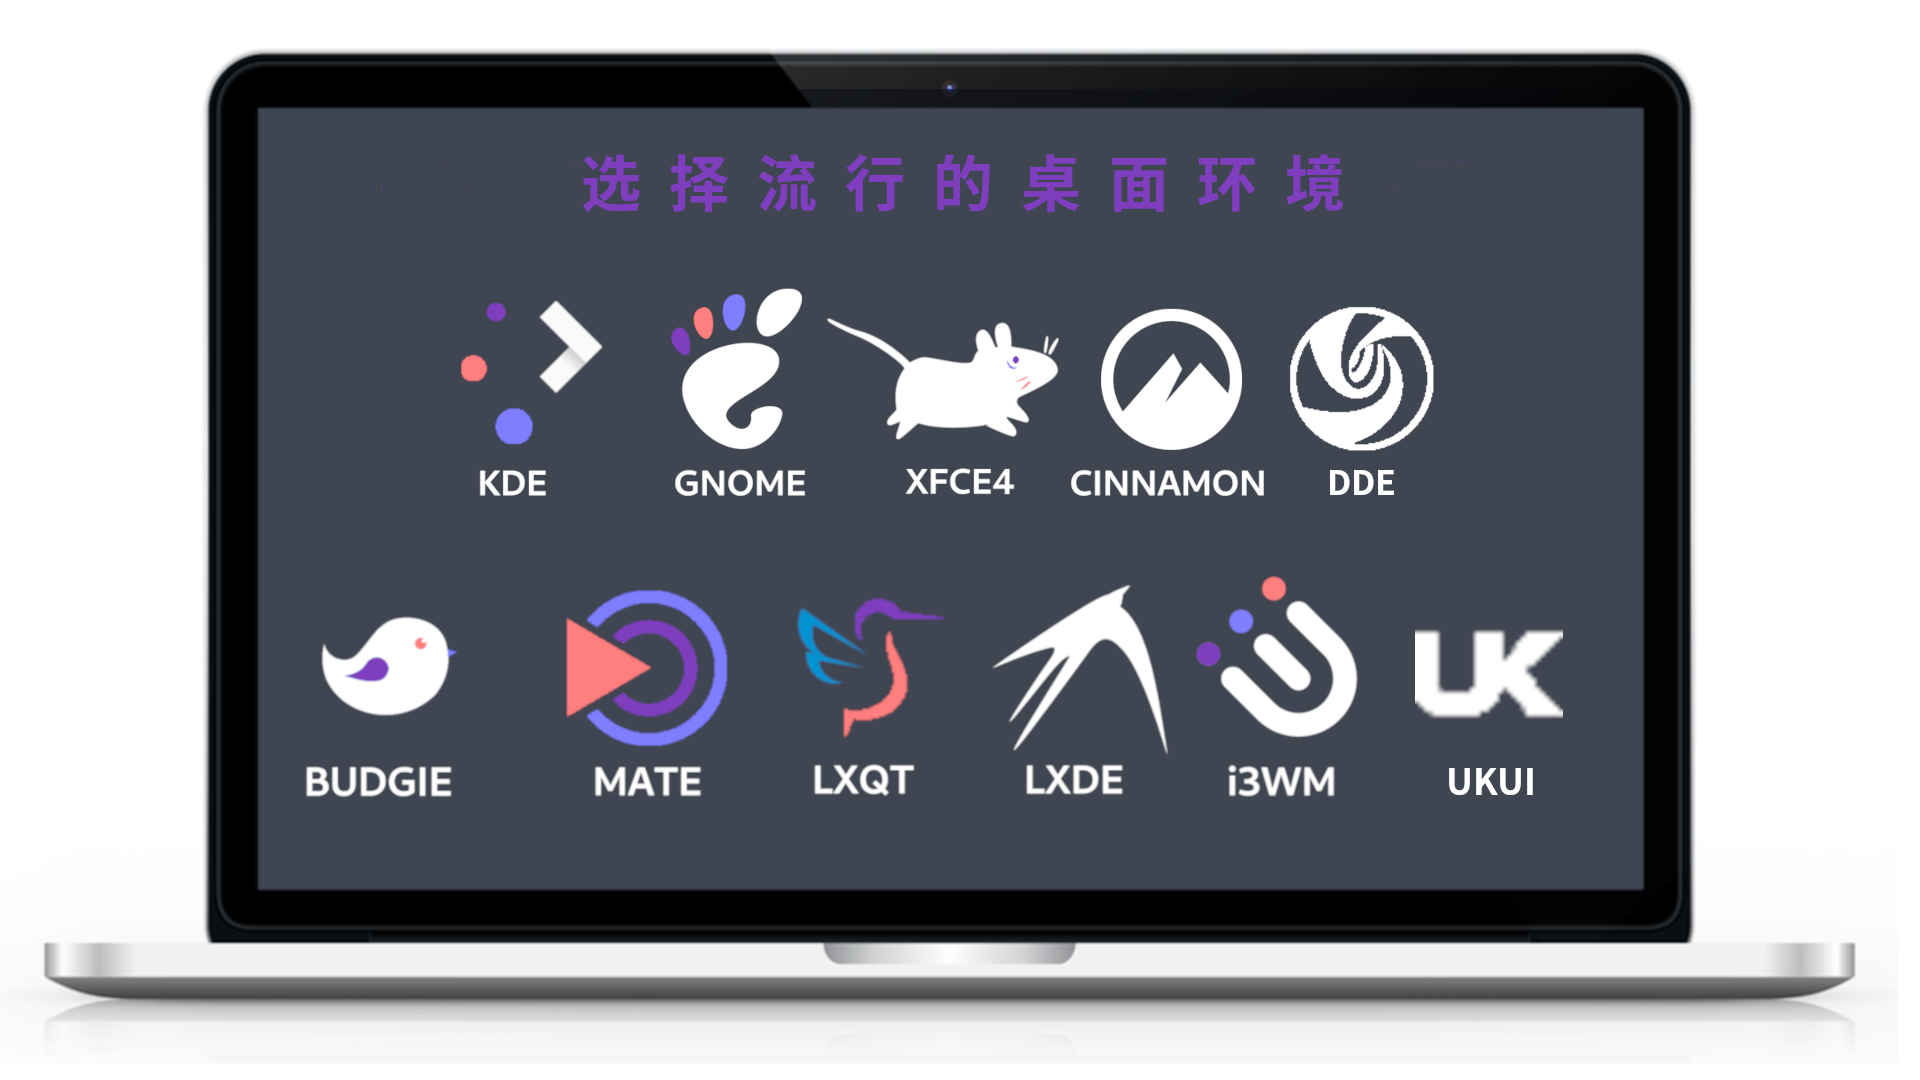 选择流行的桌面环境
KDE GNOME XFCE4 CINNAMON DDE
UK
BUDGIE MATE LXQT LXDE i3WM UKUI